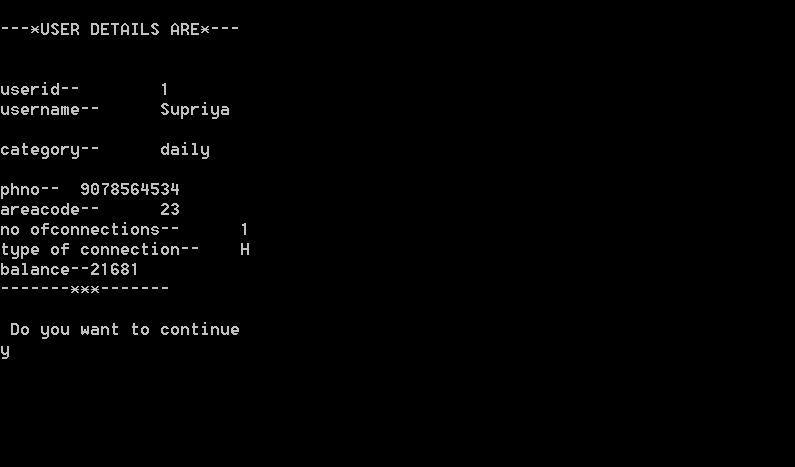 ---*USER DETAILS ARE*---
userid-- 1
username-- Supriya
category-- daily
phno-- 9078564534
areacode-- 23
no ofconnections-- 1
type of connection-- H
balance--21681
-------***-------
Do you want to continue
y